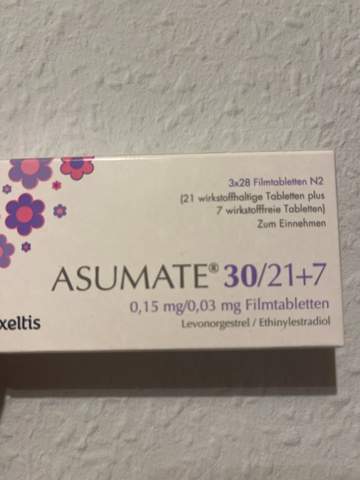 3x28 Filmtabletten N2
(21 wirkstoffhaltige Tabletten plus
7 wirkstofffreie Tabletten)
Zum Einnehmen
ASUMATE® 30/21+7
0,15 mg/0,03 mg Filmtabletten
Levonorgestrel / Ethinylestradiol
xeltis